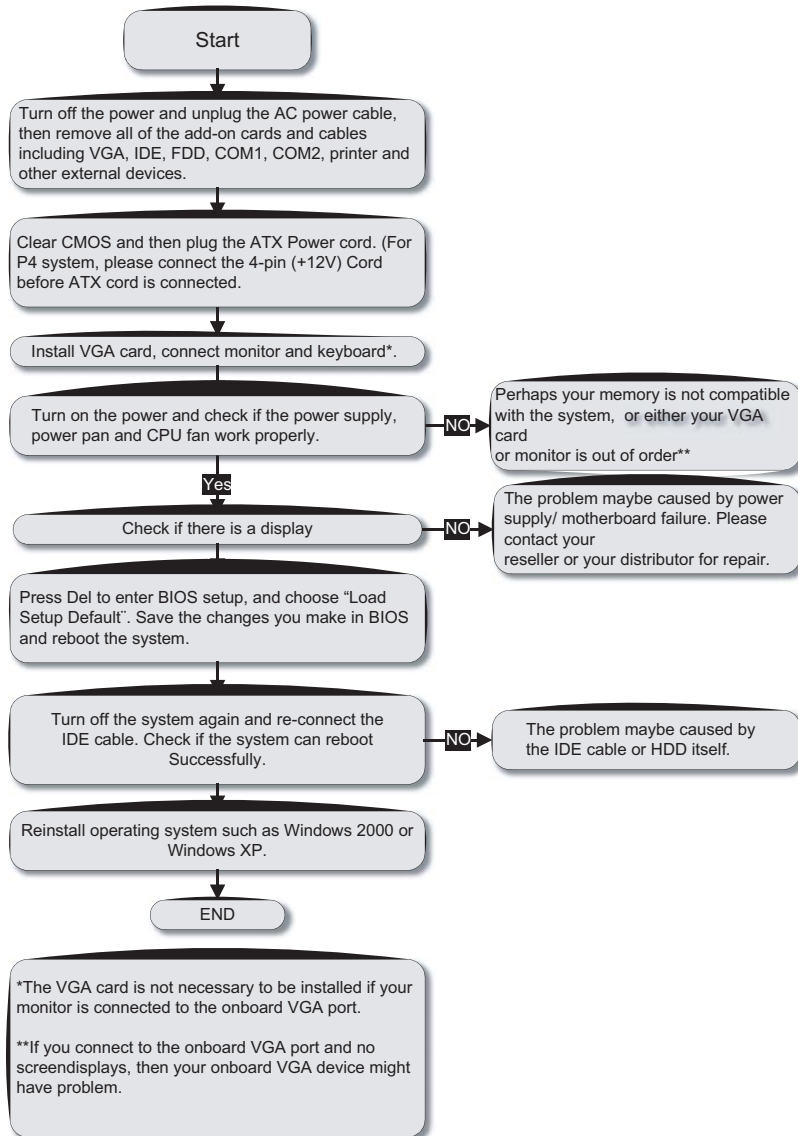 Start
Turn off the power and unplug the AC power cable,
then remove all of the add-on cards and cables
including VGA, IDE, FDD, COM1, COM2, printer and
other external devices.
Clear CMOS and then plug the ATX Power cord. (For
P4 system, please connect the 4-pin (+12V) Cord
before ATX cord is connected.
Install VGA card, connect monitor and keyboard*.
Turn on the power and check if the power supply,
power pan and CPU fan work properly.
NO
Perhaps your memory is not compatible
with the system, or either your VGA
card
or monitor is out of order**
Yes
Check if there is a display
NO
The problem maybe caused by power
supply/ motherboard failure. Please
contact your
reseller or your distributor for repair.
Press Del to enter BIOS setup, and choose “Load
Setup Default¨. Save the changes you make in BIOS
and reboot the system.
Turn off the system again and re-connect the
IDE cable. Check if the system can reboot
Successfully.
NO
The problem maybe caused by
the IDE cable or HDD itself.
Reinstall operating system such as Windows 2000 or
Windows XP.
END
*The VGA card is not necessary to be installed if your
monitor is connected to the onboard VGA port.
**If you connect to the onboard VGA port and no
screendisplays, then your onboard VGA device might
have problem.